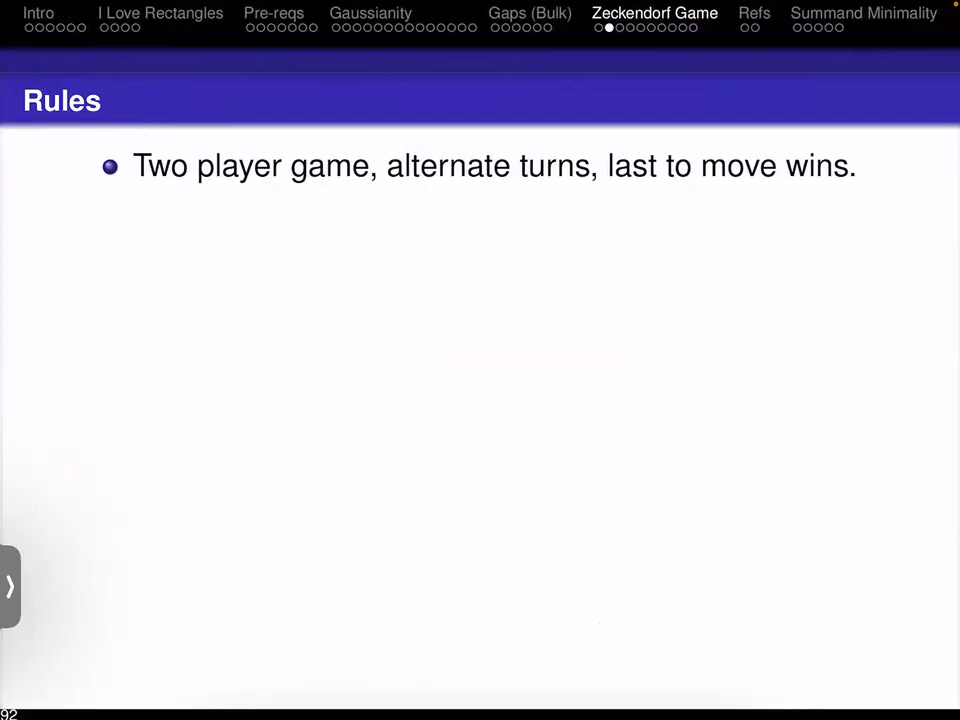 Intro I Love Rectangles Pre-reqs Gaussianity Gaps (Bulk) Zeckendorf Game Refs Summand Minimality
Rules
Two player game, alternate turns, last to move wins.
92